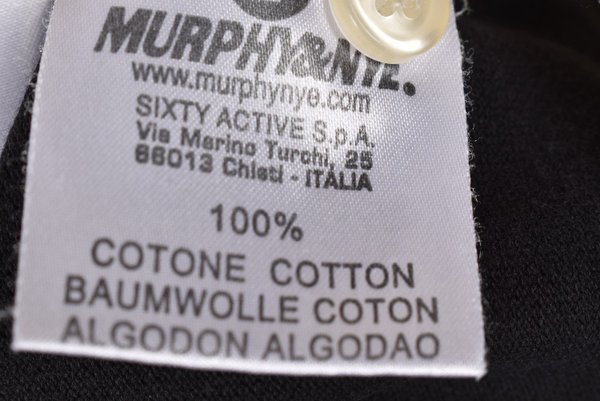 MURPHY&NYE.
www.murphynye.com
SIXTY ACTIVE S.p.A.
Via Marino Turchi, 25
66013 Chieti - ITALIA
100%
COTONE COTTON
BAUMWOLLE COTON
ALGODON ALGODAO